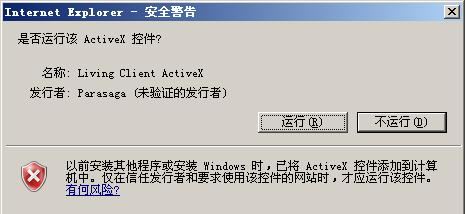 Internet Explorer - 安全警告
是否运行该 ActiveX 控件?
名称: Living Client ActiveX
发行者: Parasaga (未验证的发行者)
运行(R) 不运行(D)
以前安装其他程序或安装 Windows 时，已将 ActiveX 控件添加到计算
机中。仅在信任发行者和要求使用该控件的网站时，才应运行该控件。
有何风险?